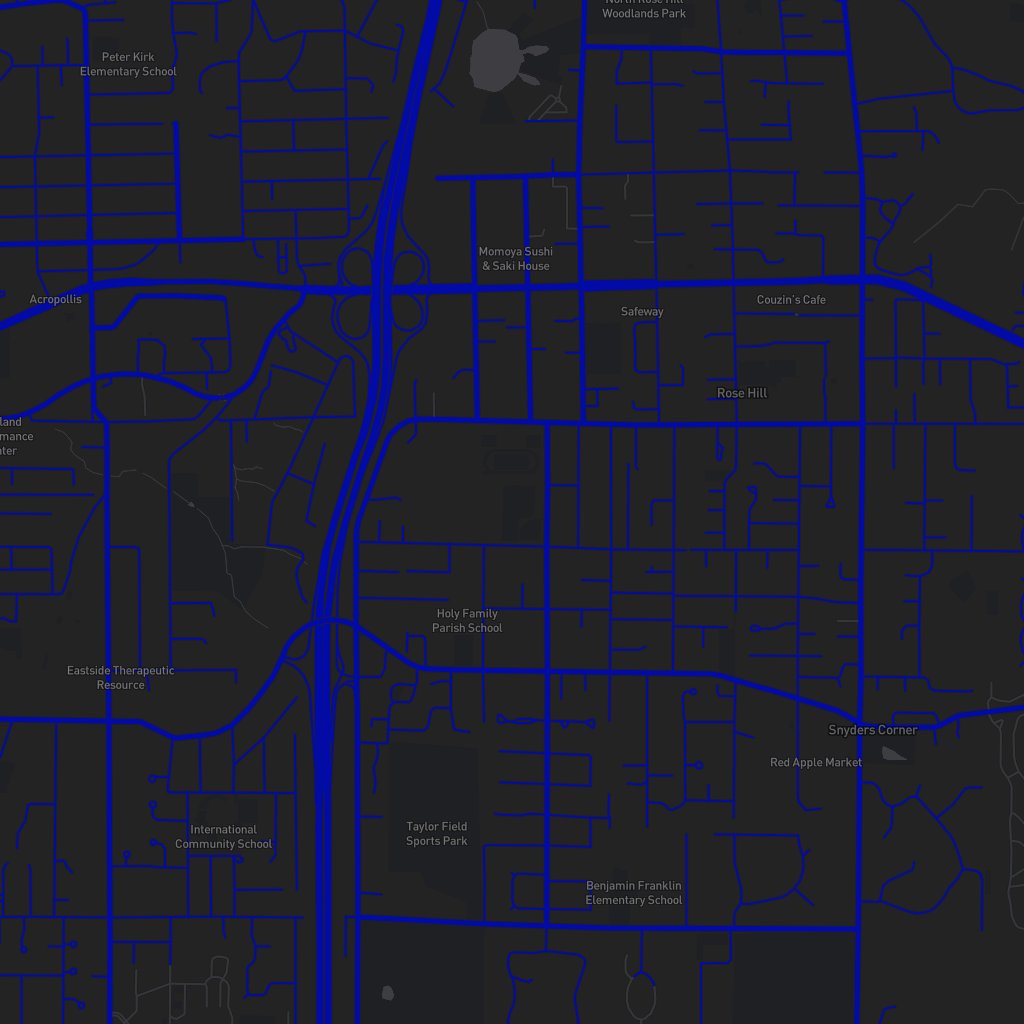 North Rose Hill
Woodlands Park
Peter Kirk
Elementary School
Momoya Sushi
& Saki House
Acropollis
Couzin's Cafe
Safeway
Rose Hill
Holy Family
Parish School
Eastside Therapeutic
Resource
Snyders Corner
Red Apple Market
International
Community School
Taylor Field
Sports Park
Benjamin Franklin
Elementary School